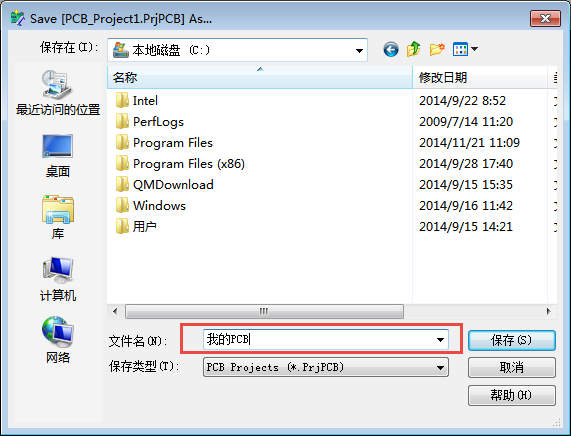 Save [PCB_Project1.PrjPCB] As...
保存在(I): 本地磁盘 (C:)
名称 修改日期
最近访问的位置
桌面
库
计算机
网络
Intel 2014/9/22 8:52
PerfLogs 2009/7/14 11:20
Program Files 2014/11/21 11:09
Program Files (x86) 2014/9/28 17:40
QMDownload 2014/9/15 15:35
Windows 2014/9/16 11:42
用户 2014/9/15 14:21
文件名(N): 我的PCB 保存(S)
保存类型(T): PCB Projects (*.PrjPCB) 取消
帮助(H)